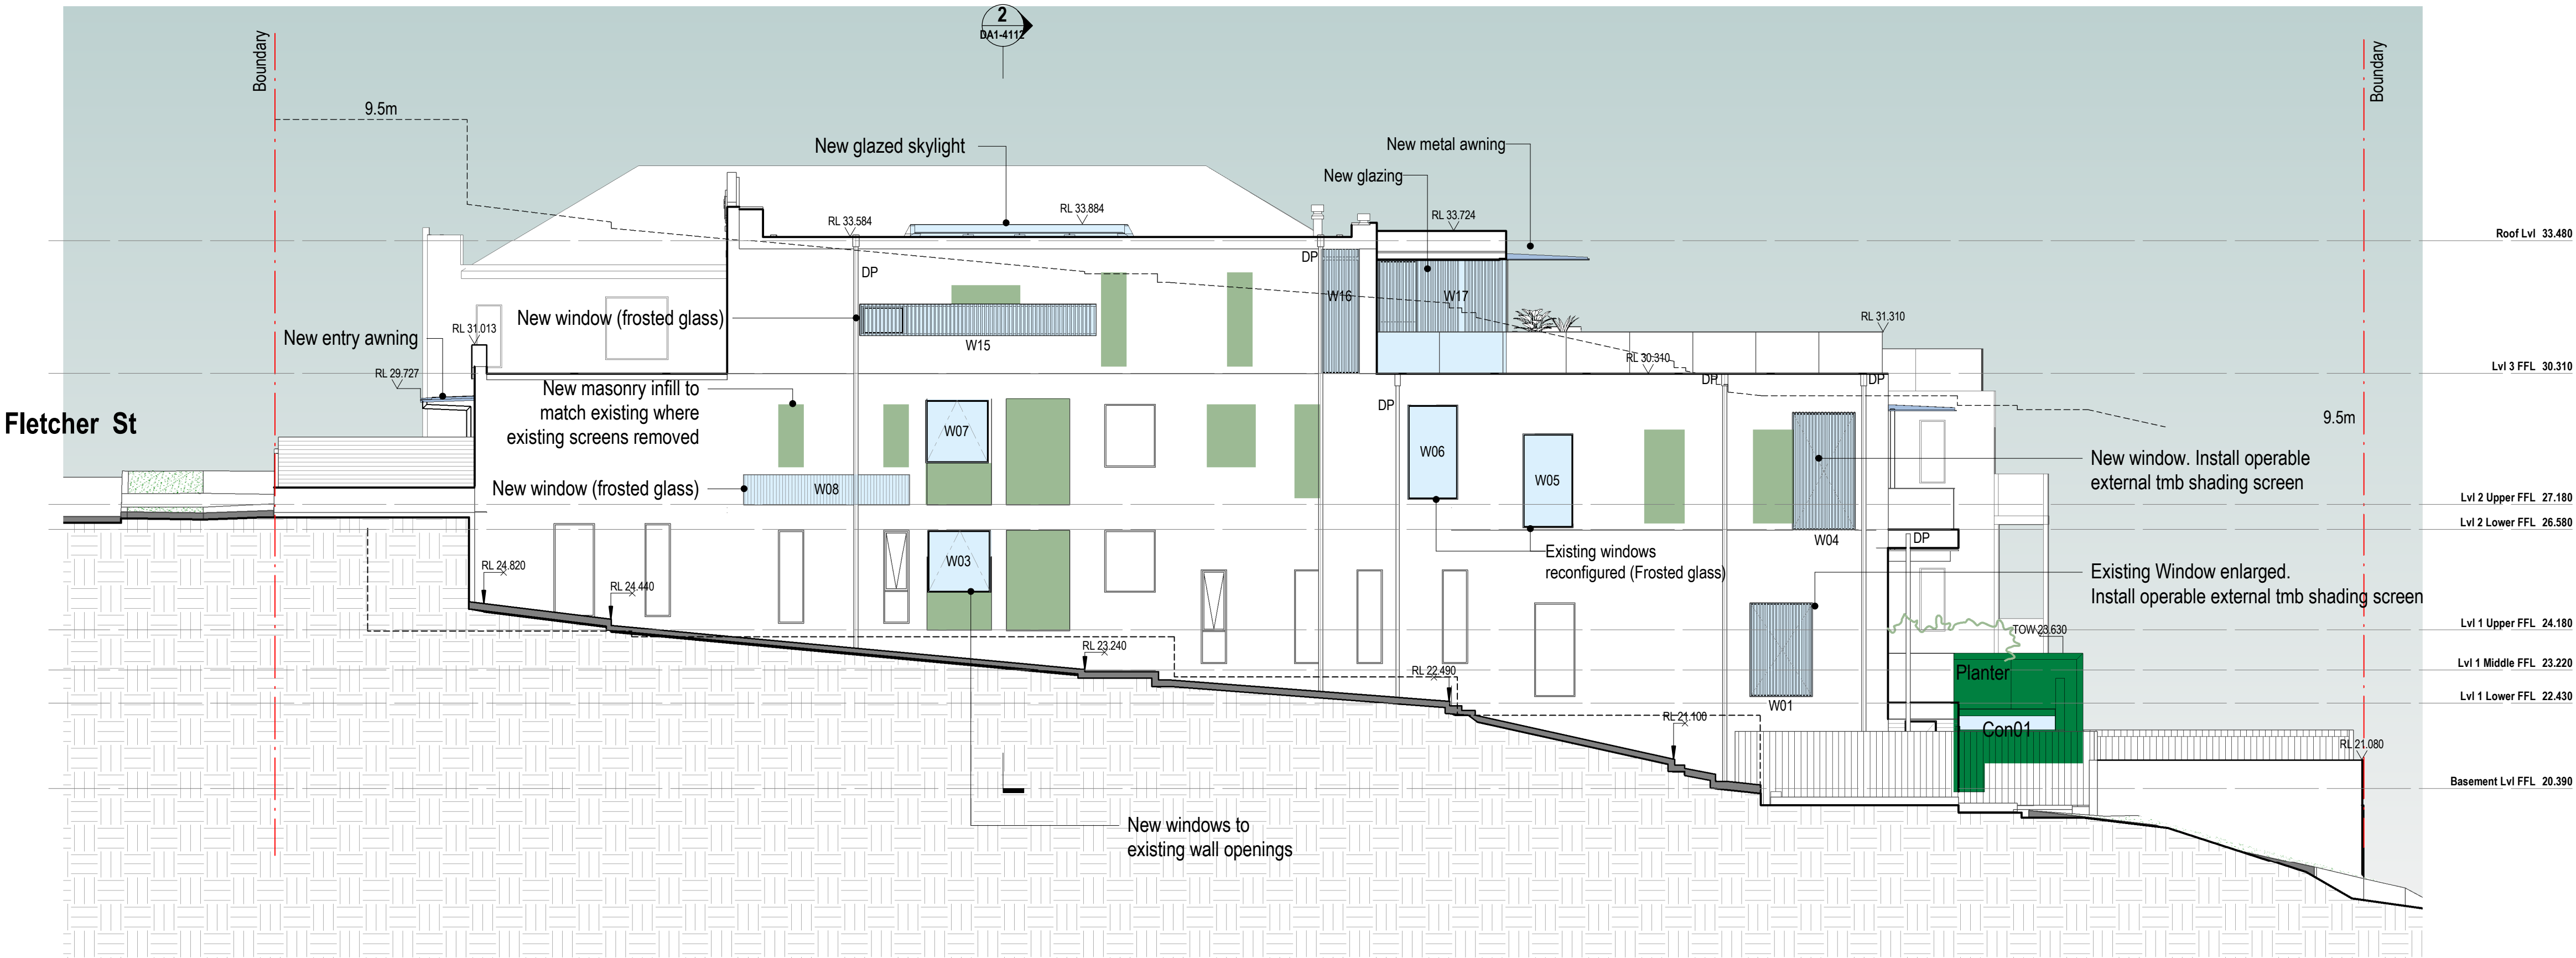 2
DA1-4112
Boundary
Boundary
9.5m
New glazed skylight
New metal awning
New glazing
RL 33.584
RL 33.884
RL 33.724
Roof Lvl 33.480
DP
DP
W16
W17
New window (frosted glass)
W15
RL 31.013
RL 31.310
New entry awning
RL 29.727
RL 30.310
Lvl 3 FFL 30.310
DP
DP
DP
New masonry infill to
match existing where
existing screens removed
Fletcher St
9.5m
W07
W06
W05
New window. Install operable
external tmb shading screen
New window (frosted glass)
W08
Lvl 2 Upper FFL 27.180
Lvl 2 Lower FFL 26.580
W04
DP
W03
Existing windows
reconfigured (Frosted glass)
Existing Window enlarged.
Install operable external tmb shading screen
RL 24.820
RL 24.440
Lvl 1 Upper FFL 24.180
TOW 23.630
RL 23.240
Lvl 1 Middle FFL 23.220
RL 22.490
Planter
Lvl 1 Lower FFL 22.430
W01
RL 21.100
Con01
RL 21.080
Basement Lvl FFL 20.390
New windows to
existing wall openings